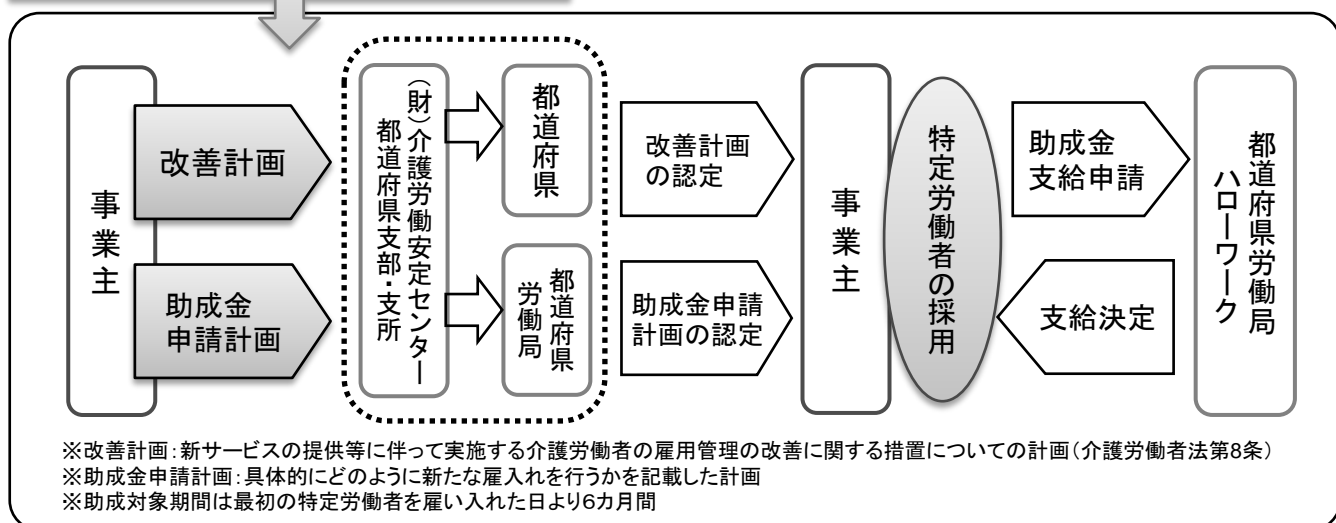 事業主
改善計画
助成金
申請計画
(財)介護労働安定センター
都道府県支部・支所
都道府県
都道府県
労働局
改善計画
の認定
助成金申請
計画の認定
事業主
特定労働者の採用
助成金
支給申請
支給決定
都道府県労働局
ハローワーク
※改善計画：新サービスの提供等に伴って実施する介護労働者の雇用管理の改善に関する措置についての計画(介護労働者法第8条)
※助成金申請計画：具体的にどのように新たな雇入れを行うかを記載した計画
※助成対象期間は最初の特定労働者を雇い入れた日より6カ月間